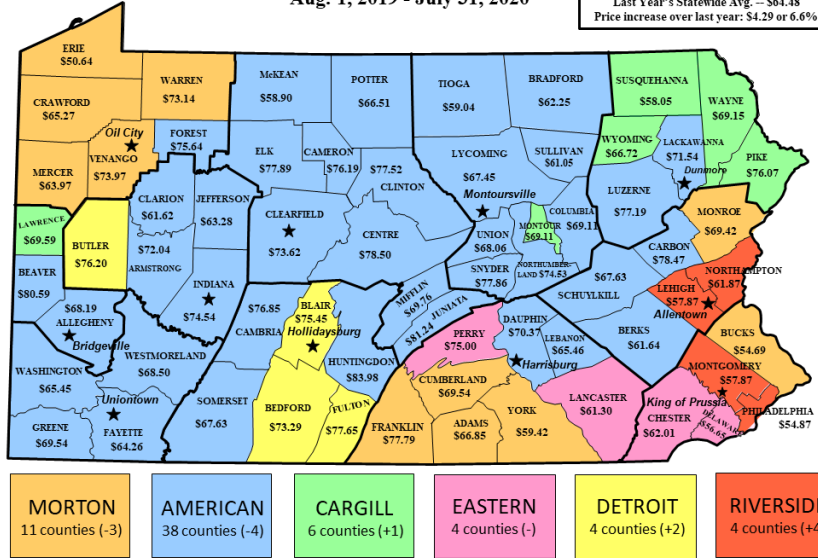 Aug. 1, 2019 - July 31, 2020
Last Year's Statewide Avg. -- $64.48
Price increase over last year: $4.29 or 6.6%
ERIE
$50.64
WARREN
$73.14
McKEAN
$58.90
POTTER
$66.51
TIOGA
$59.04
BRADFORD
$62.25
SUSQUEHANNA
$58.05
WAYNE
$69.15
CRAWFORD
$65.27
Oil City
FOREST
$75.64
WYOMING
$66.72
LACKAWANNA
$71.54
Dunmore
PIKE
$76.07
MERCER
$63.97
VENANGO
$73.97
ELK
$77.89
CAMERON
$76.19
$77.52
CLINTON
LYCOMING
$67.45
Montoursville
SULLIVAN
$61.05
LUZERNE
$77.19
CLARION
$61.62
JEFFERSON
$63.28
CLEARFIELD
$73.62
CENTRE
$78.50
UNION
$68.06
MONTOUR
$69.11
COLUMBIA
$69.11
MONROE
$69.42
LAWRENCE
$69.59
BUTLER
$76.20
$72.04
ARMSTRONG
INDIANA
$74.54
SNYDER
$77.86
NORTHUMBER-
LAND $74.53
CARBON
$78.47
NORTHAMPTON
$61.87
BEAVER
$80.59
$68.19
ALLEGHENY
Bridgeville
$76.85
CAMBRIA
BLAIR
$75.45
Hollidaysburg
MIFFLIN
$69.76
JUNIATA
$81.24
$67.63
SCHUYLKILL
LEHIGH
$57.87
Allentown
PERRY
$75.00
DAUPHIN
$70.37
Harrisburg
LEBANON
$65.46
BERKS
$61.64
BUCKS
$54.69
WASHINGTON
$65.45
WESTMORELAND
$68.50
HUNTINGDON
$83.98
MONTGOMERY
$57.87
Uniontown
SOMERSET
$67.63
BEDFORD
$73.29
FULTON
$77.65
CUMBERLAND
$69.54
LANCASTER
$61.30
King of Prussia
CHESTER
$62.01
DELAWARE
$56.65
PHILADELPHIA
$54.87
GREENE
$69.54
FAYETTE
$64.26
FRANKLIN
$77.79
ADAMS
$66.85
YORK
$59.42
MORTON
11 counties (-3)
AMERICAN
38 counties (-4)
CARGILL
6 counties (+1)
EASTERN
4 counties (-)
DETROIT
4 counties (+2)
RIVERSID
4 counties (+4